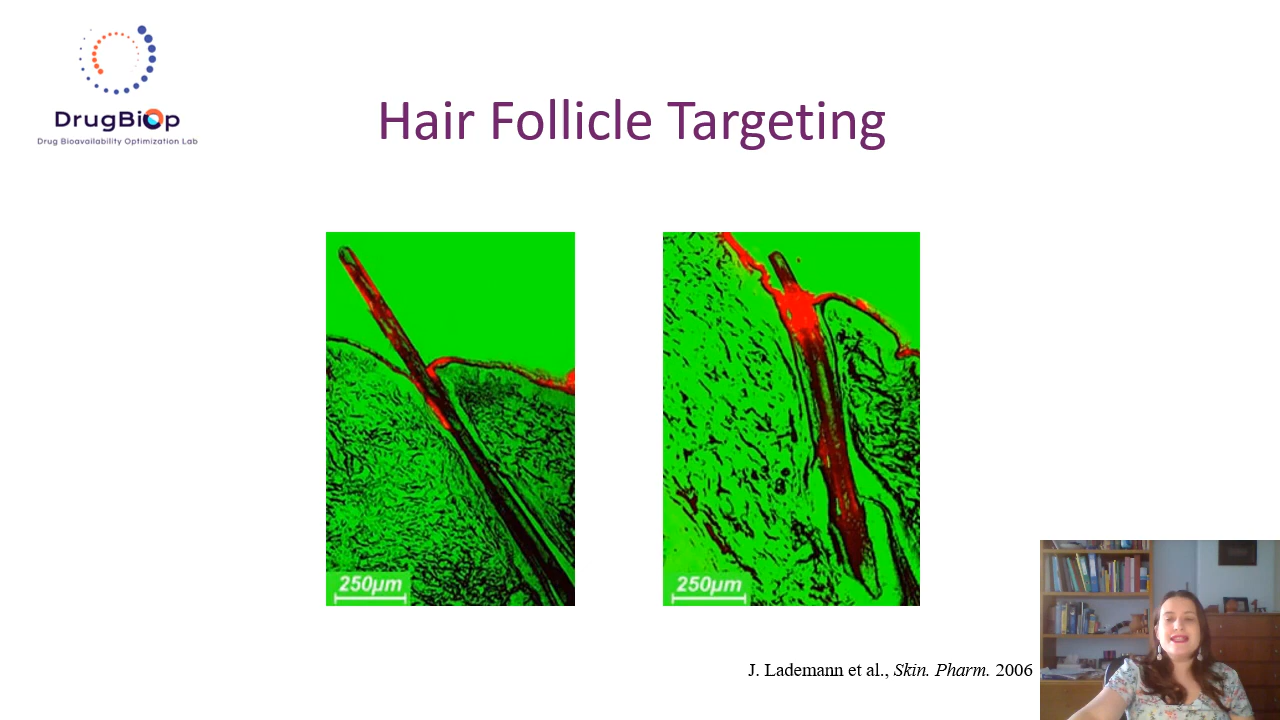 DrugBiOp
Drug Bioavailability Optimization Lab
Hair Follicle Targeting
250µm
250µm
J. Lademann et al., Skin. Pharm. 2006